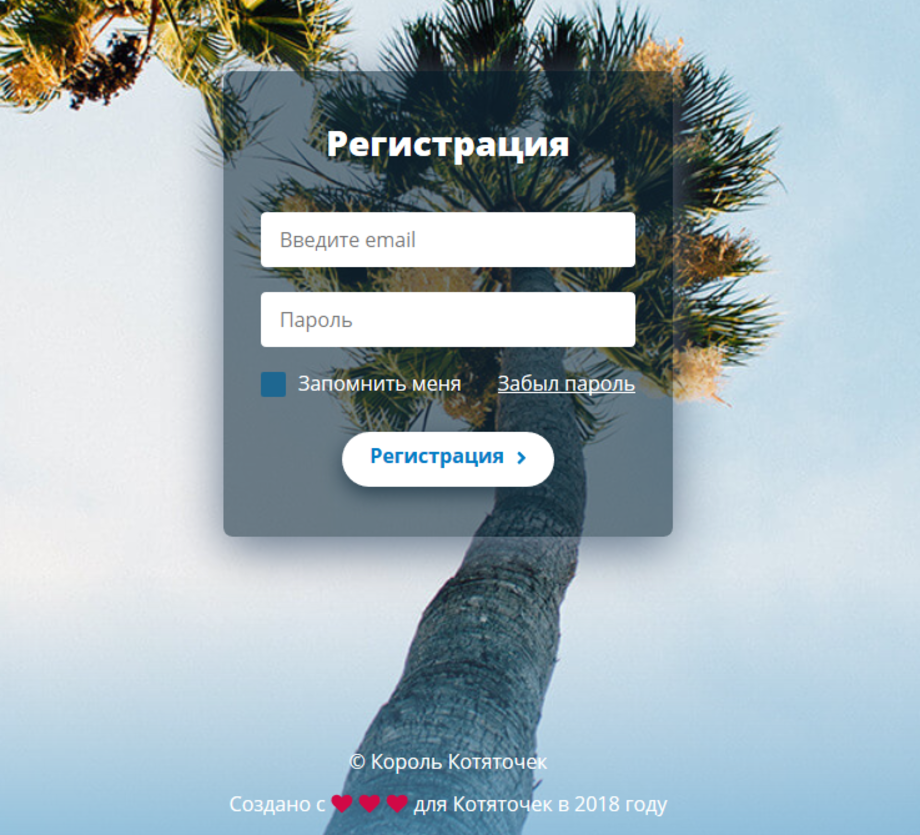 Регистрация
Введите email
Пароль
Запомнить меня Забыл пароль
Регистрация
© Король Котяточек
Создано с ❤❤❤ для Котяточек в 2018 году